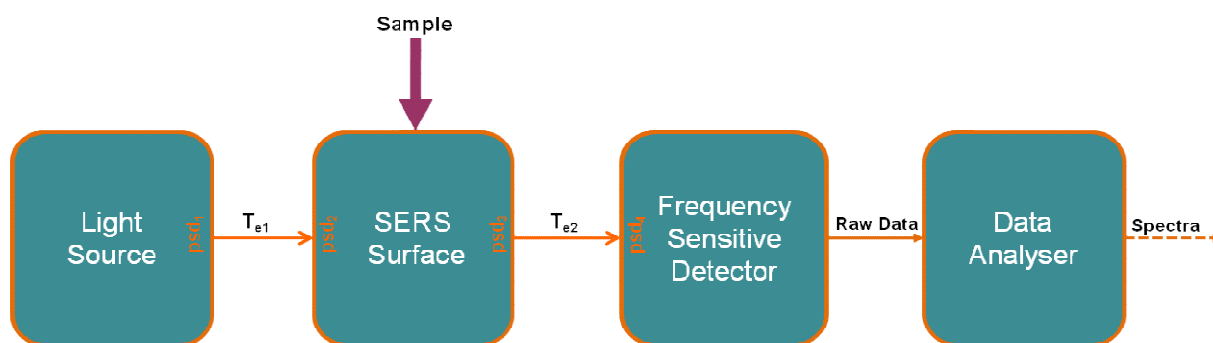 Sample
Light
Source
psd₁
Tₑ₁
psd₂
SERS
Surface
psd₃
Tₑ₂
psd₄
Frequency
Sensitive
Detector
Raw Data
Data
Analyser
Spectra